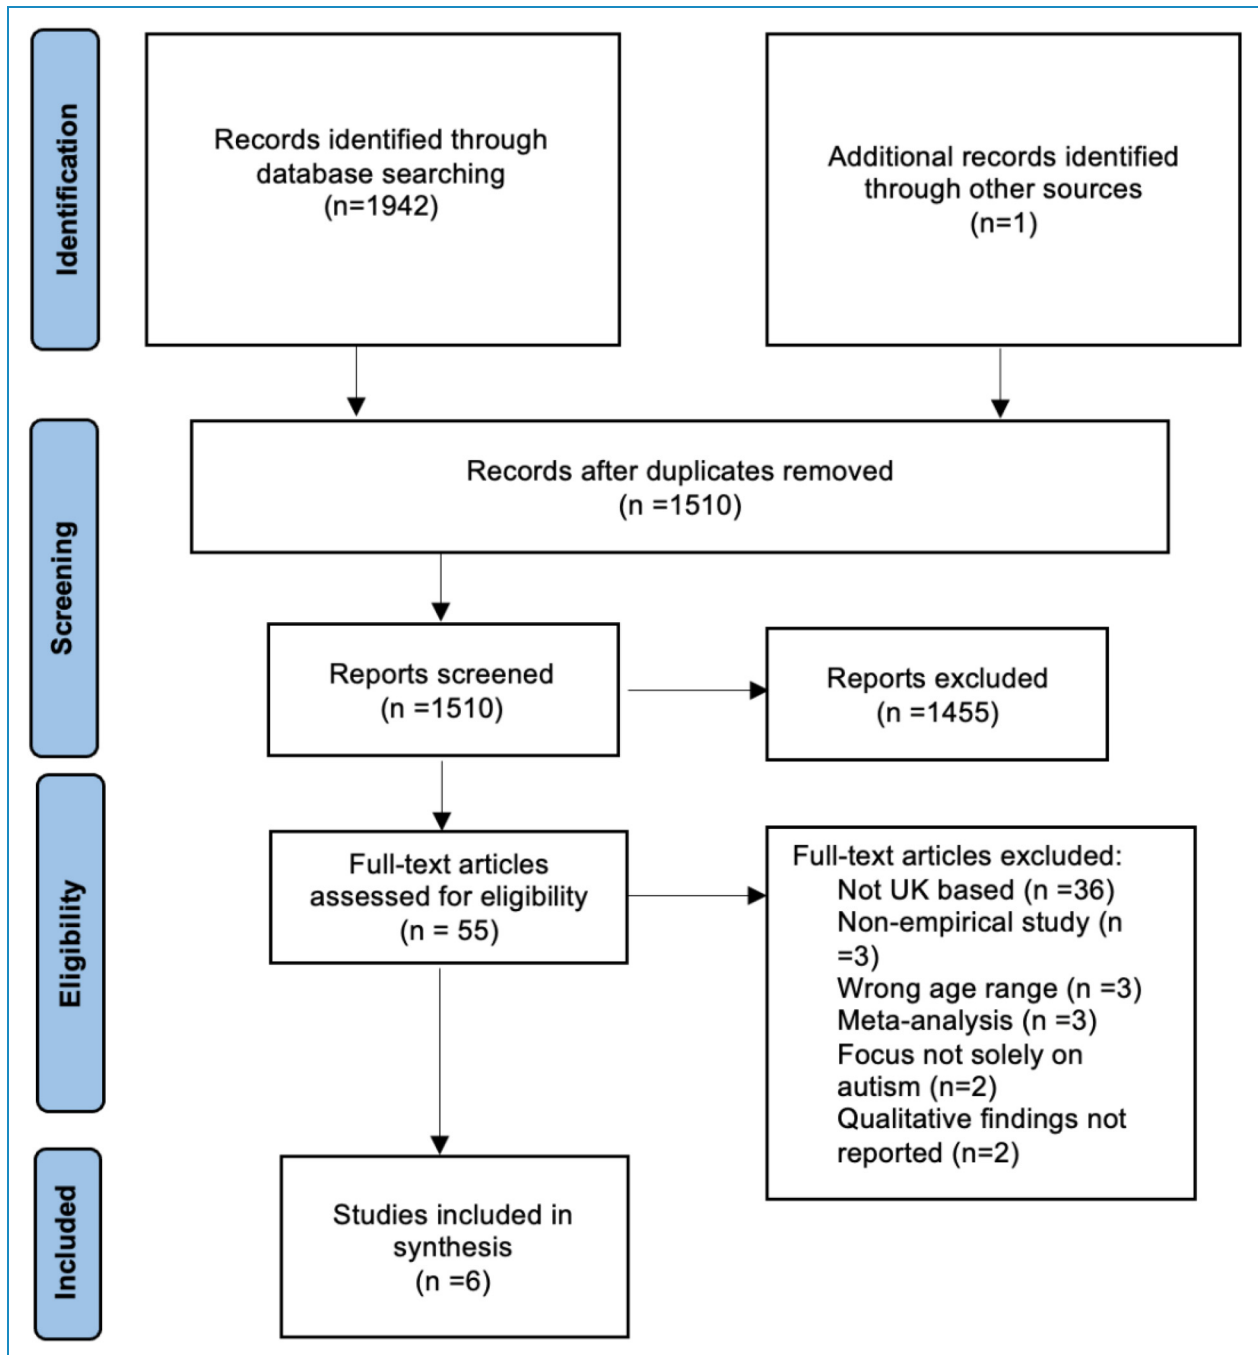 Identification
Records identified through
database searching
(n=1942)
Additional records identified
through other sources
(n=1)
Screening
Records after duplicates removed
(n =1510)
Reports screened
(n =1510)
Reports excluded
(n =1455)
Eligibility
Full-text articles
assessed for eligibility
(n = 55)
Full-text articles excluded:
Not UK based (n =36)
Non-empirical study (n
=3)
Wrong age range (n =3)
Meta-analysis (n =3)
Focus not solely on
autism (n=2)
Qualitative findings not
reported (n=2)
Included
Studies included in
synthesis
(n =6)